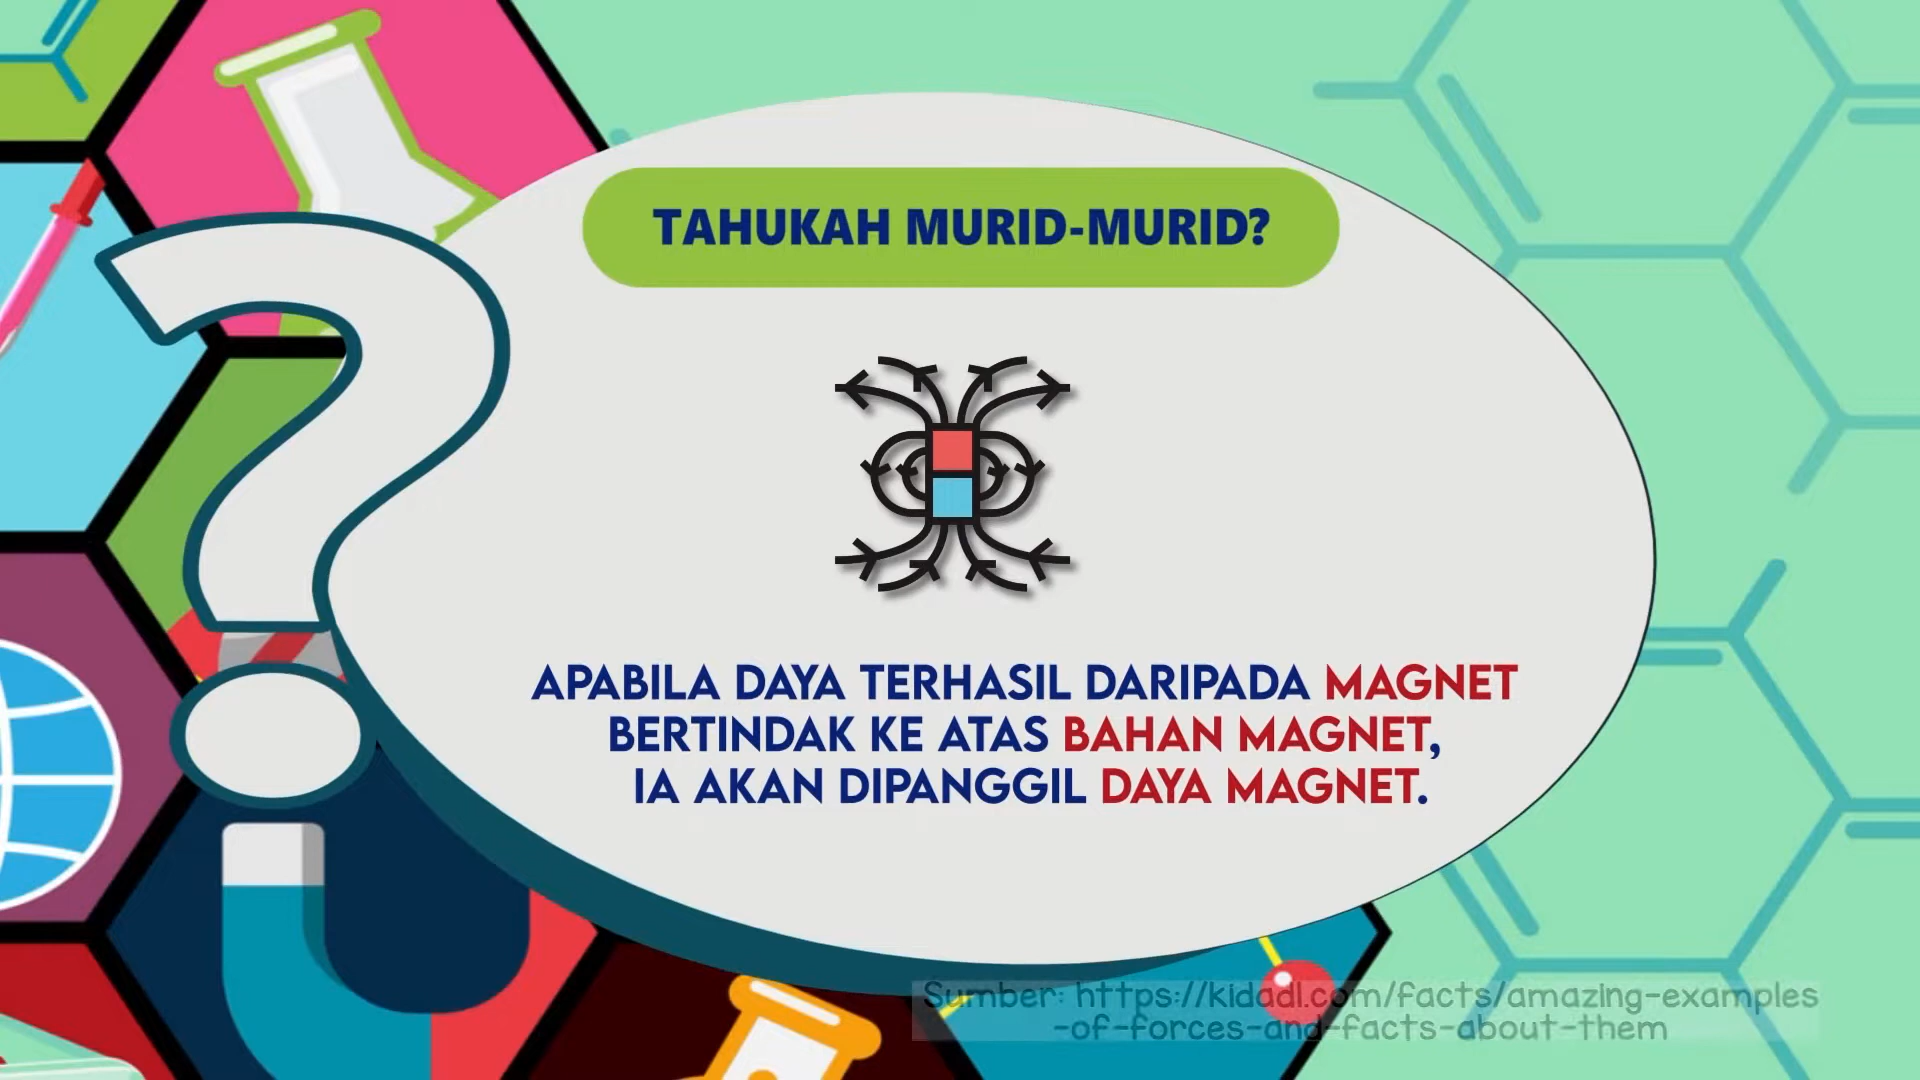 TAHUKAH MURID-MURID?
APABILA DAYA TERHASIL DARIPADA MAGNET
BERTINDAK KE ATAS BAHAN MAGNET,
IA AKAN DIPANGGIL DAYA MAGNET.
Sumber: https://kidadl.com/facts/amazing-examples
-of-forces-and-facts-about-them